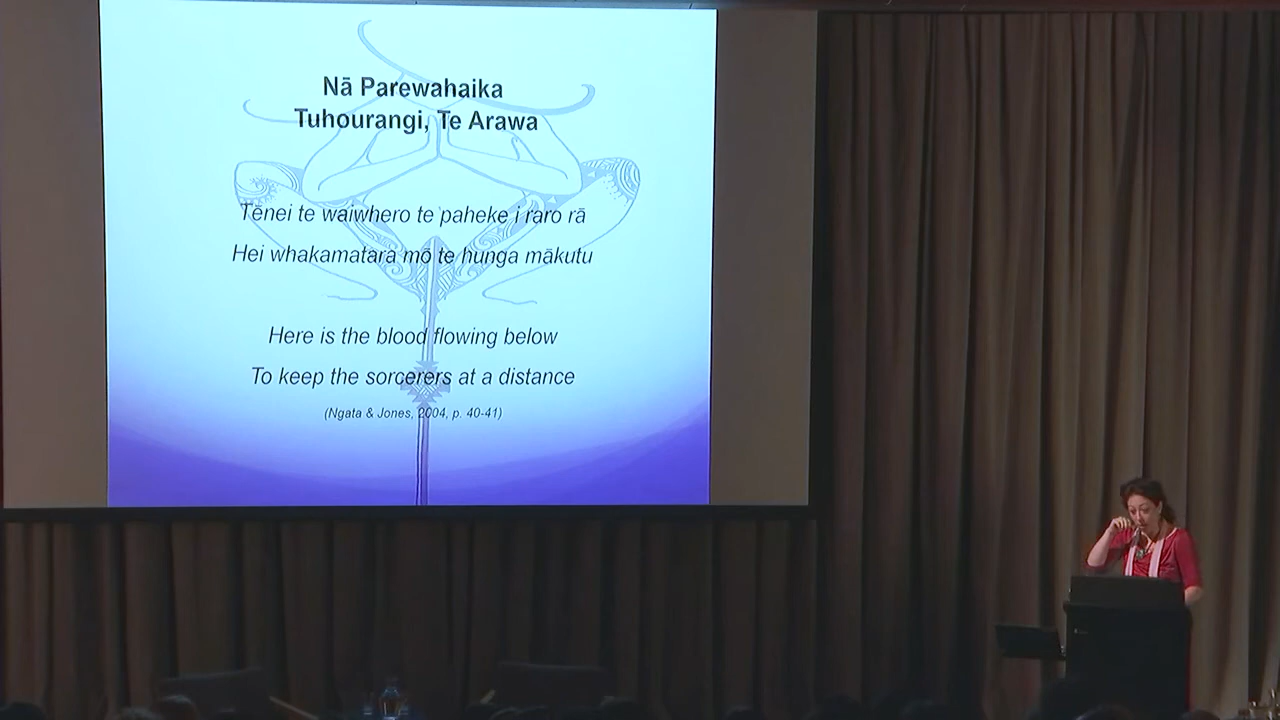 Nā Parewahaika
Tuhourangi, Te Arawa
Tēnei te waiwhero te paheke i raro rā
Hei whakamatara mō te hunga mākutu
Here is the blood flowing below
To keep the sorcerers at a distance
(Ngata & Jones, 2004, p. 40-41)